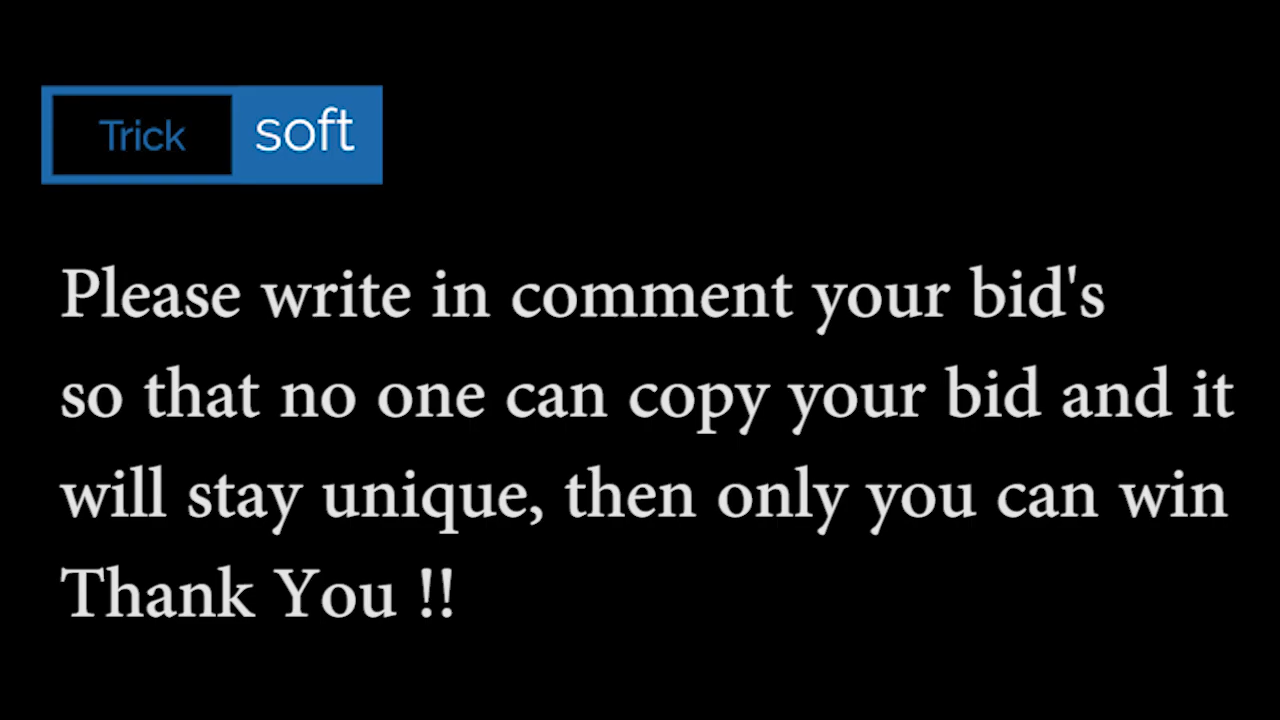 Trick soft
Please write in comment your bid's
so that no one can copy your bid and it
will stay unique, then only you can win
Thank You !!